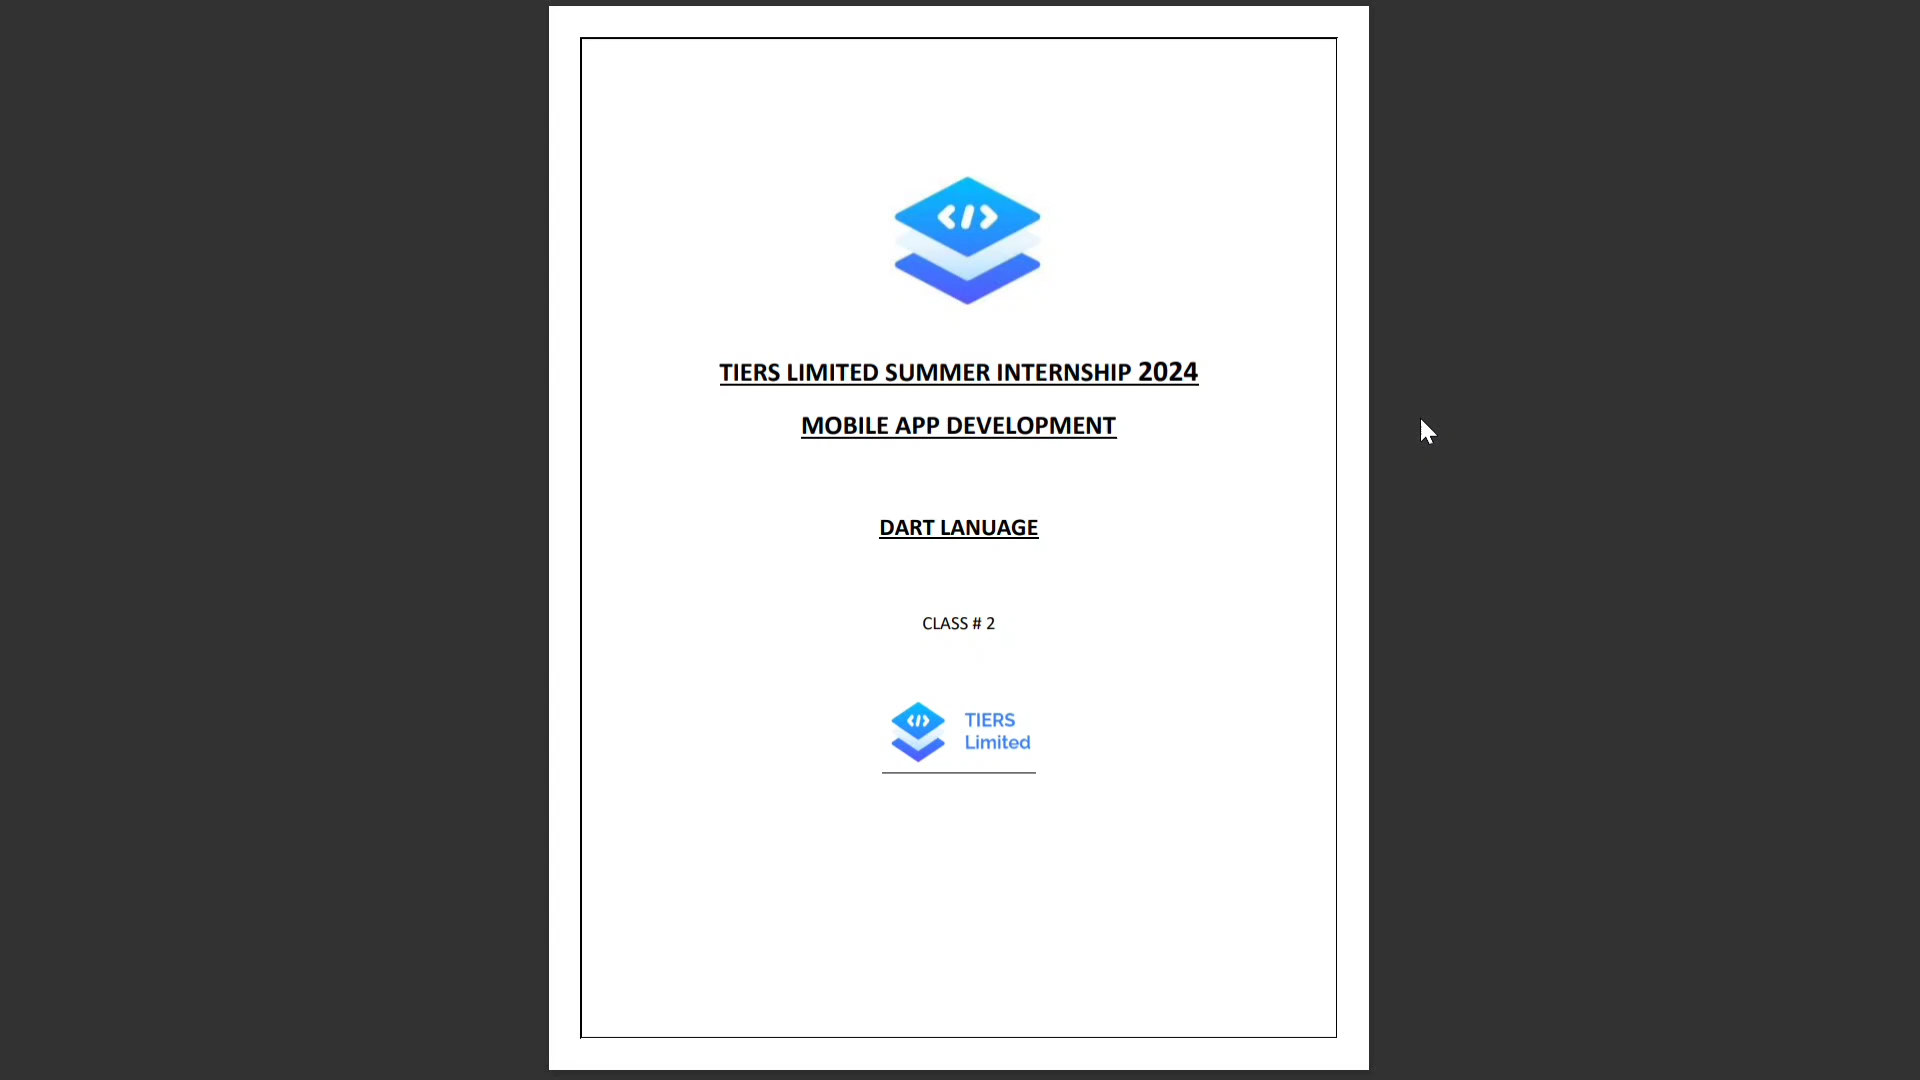 </>
TIERS LIMITED SUMMER INTERNSHIP 2024
MOBILE APP DEVELOPMENT
DART LANUAGE
CLASS # 2
</>
TIERS
Limited